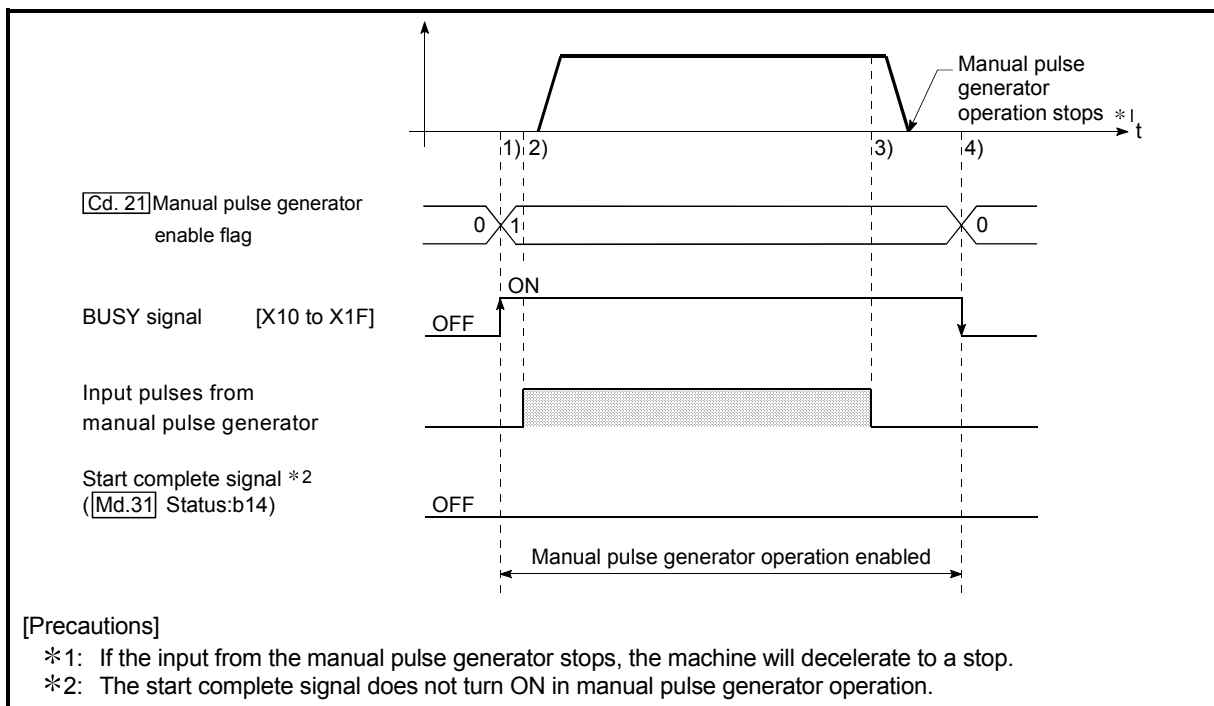 Manual pulse
generator
operation stops *1
t
1) 2) 3) 4)
Cd. 21 Manual pulse generator
enable flag
0 1 0
ON
BUSY signal [X10 to X1F] OFF
Input pulses from
manual pulse generator
Start complete signal *2
(Md.31 Status:b14) OFF
Manual pulse generator operation enabled
[Precautions]
*1: If the input from the manual pulse generator stops, the machine will decelerate to a stop.
*2: The start complete signal does not turn ON in manual pulse generator operation.